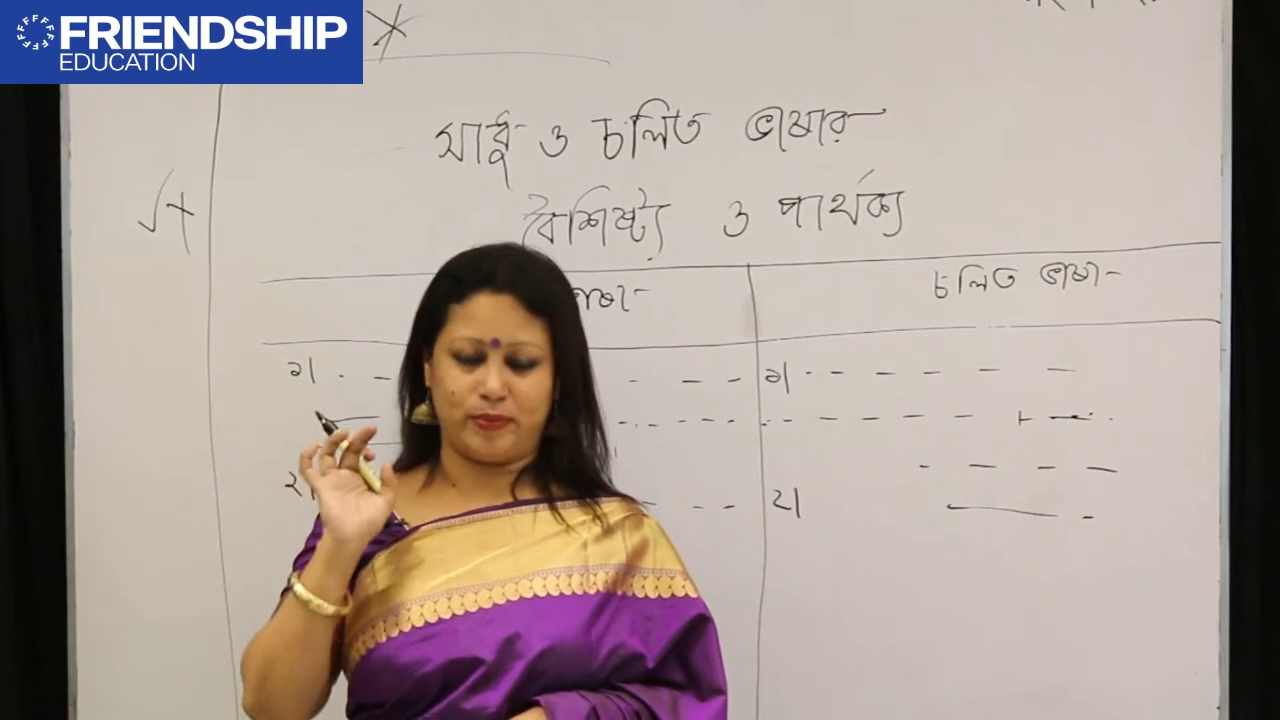 FRIENDSHIP
EDUCATION
সাধু ও চলিত ভাষার
বৈশিষ্ট্য ও পার্থক্য
ভাষা চলিত ভাষা
১। ১।
২। ২।